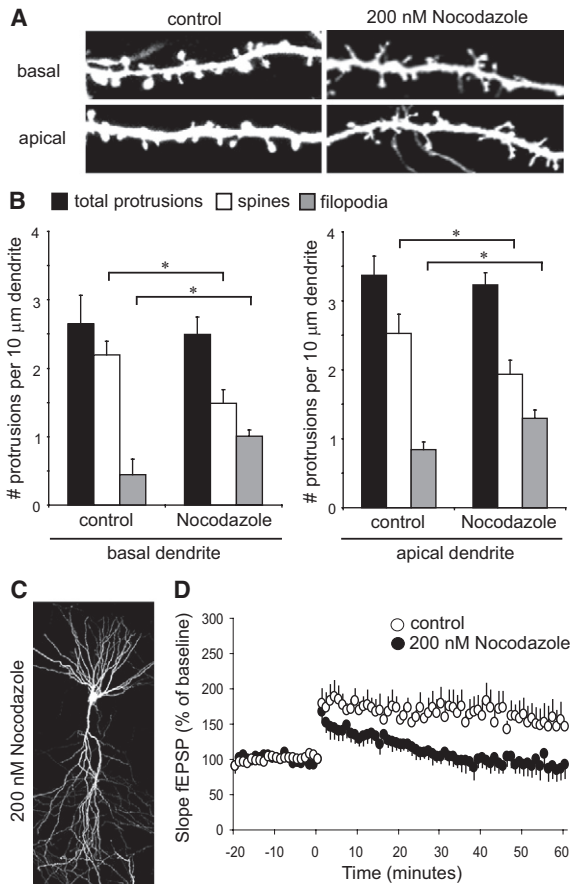 A
control
200 nM Nocodazole
basal
apical
B
total protrusions
spines
filopodia
# protrusions per 10 μm dendrite
4
3
2
1
0
*
*
control
Nocodazole
basal dendrite
# protrusions per 10 μm dendrite
4
3
2
1
0
*
*
control
Nocodazole
apical dendrite
C
200 nM Nocodazole
D
Slope fEPSP (% of baseline)
300
250
200
150
100
50
0
control
200 nM Nocodazole
-20
-10
0
10
20
30
40
50
60
Time (minutes)